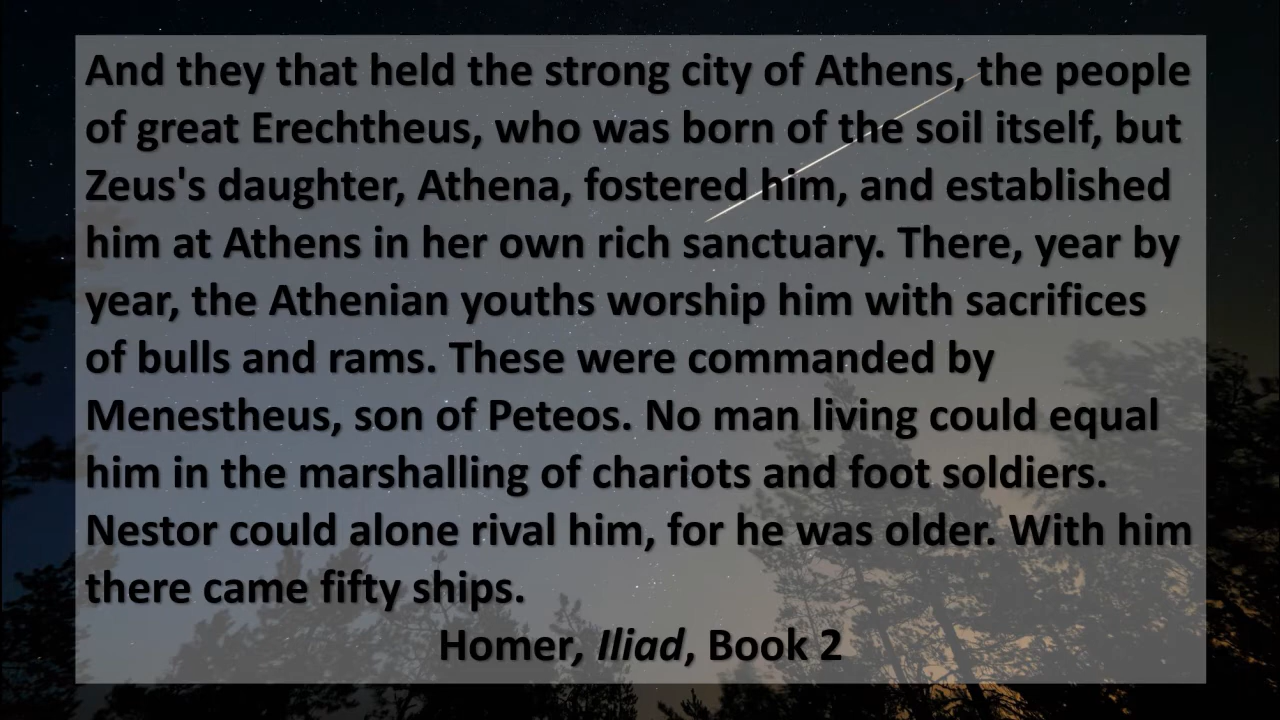 And they that held the strong city of Athens, the people
of great Erechtheus, who was born of the soil itself, but
Zeus's daughter, Athena, fostered him, and established
him at Athens in her own rich sanctuary. There, year by
year, the Athenian youths worship him with sacrifices
of bulls and rams. These were commanded by
Menestheus, son of Peteos. No man living could equal
him in the marshalling of chariots and foot soldiers.
Nestor could alone rival him, for he was older. With him
there came fifty ships.
Homer, Iliad, Book 2